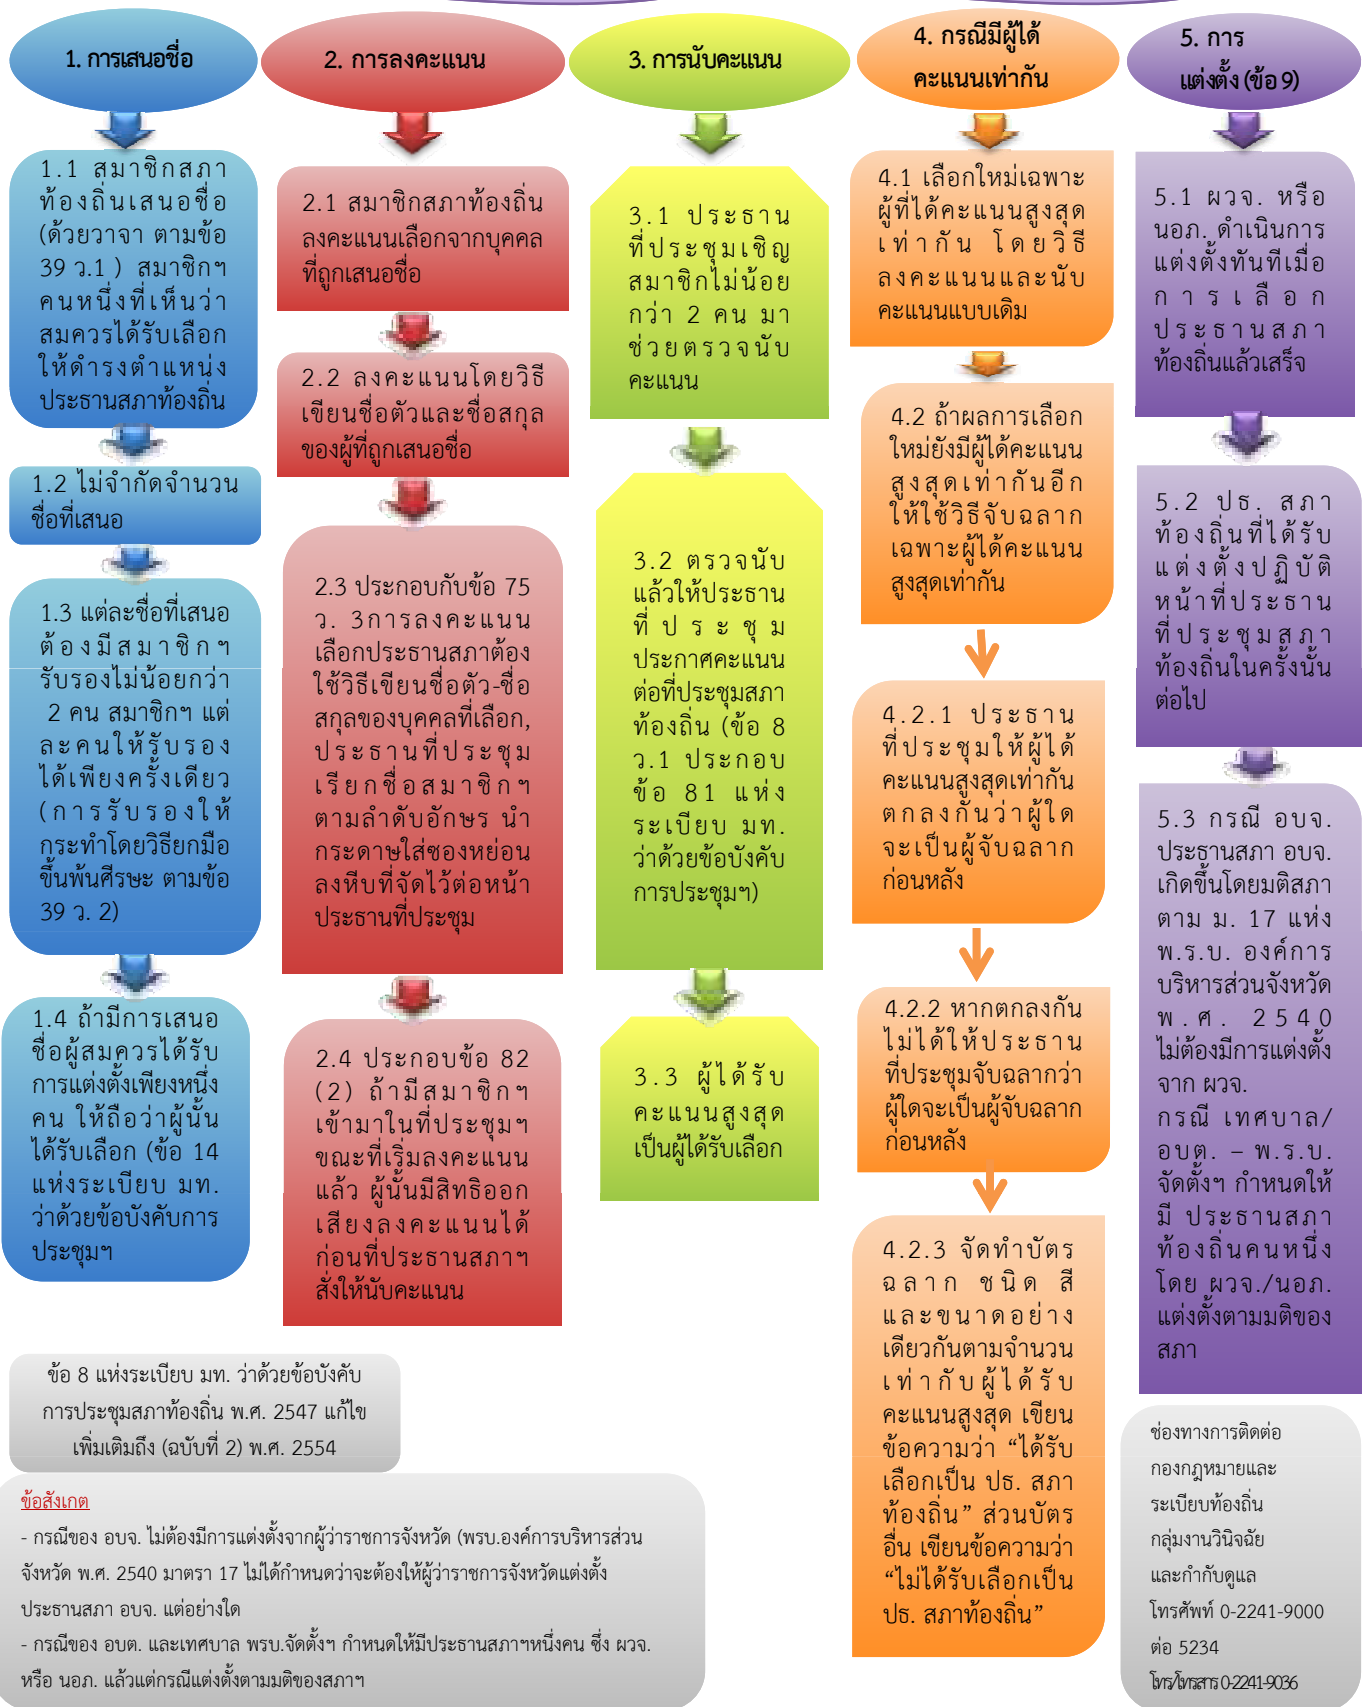 1. การเสนอชื่อ
1.1 สมาชิกสภา
ท้องถิ่นเสนอชื่อ
(ด้วยวาจา ตามข้อ
39 ว.1 ) สมาชิกฯ
คนหนึ่งที่เห็นว่า
สมควรได้รับเลือก
ให้ดำรงตำแหน่ง
ประธานสภาท้องถิ่น
1.2 ไม่จำกัดจำนวน
ชื่อที่เสนอ
1.3 แต่ละชื่อที่เสนอ
ต้องมีสมาชิกฯ
รับรองไม่น้อยกว่า
2 คน สมาชิกฯ แต่
ละคนให้รับรอง
ได้เพียงครั้งเดียว
(การรับรองให้
กระทำโดยวิธียกมือ
ขึ้นพ้นศีรษะ ตามข้อ
39 ว. 2)
1.4 ถ้ามีการเสนอ
ชื่อผู้สมควรได้รับ
การแต่งตั้งเพียงหนึ่ง
คน ให้ถือว่าผู้นั้น
ได้รับเลือก (ข้อ 14
แห่งระเบียบ มท.
ว่าด้วยข้อบังคับการ
ประชุมฯ
2. การลงคะแนน
2.1 สมาชิกสภาท้องถิ่น
ลงคะแนนเลือกจากบุคคล
ที่ถูกเสนอชื่อ
2.2 ลงคะแนนโดยวิธี
เขียนชื่อตัวและชื่อสกุล
ของผู้ที่ถูกเสนอชื่อ
2.3 ประกอบกับข้อ 75
ว. 3การลงคะแนน
เลือกประธานสภาต้อง
ใช้วิธีเขียนชื่อตัว-ชื่อ
สกุลของบุคคลที่เลือก,
ประธานที่ประชุม
เรียกชื่อสมาชิกฯ
ตามลำดับอักษร นำ
กระดาษใส่ซองหย่อน
ลงหีบที่จัดไว้ต่อหน้า
ประธานที่ประชุม
2.4 ประกอบข้อ 82
(2) ถ้ามีสมาชิกฯ
เข้ามาในที่ประชุมฯ
ขณะที่เริ่มลงคะแนน
แล้ว ผู้นั้นมีสิทธิออก
เสียงลงคะแนนได้
ก่อนที่ประธานสภาฯ
สั่งให้นับคะแนน
3. การนับคะแนน
3.1 ประธาน
ที่ประชุมเชิญ
สมาชิกไม่น้อย
กว่า 2 คน มา
ช่วยตรวจนับ
คะแนน
3.2 ตรวจนับ
แล้วให้ประธาน
ที่ประชุม
ประกาศคะแนน
ต่อที่ประชุมสภา
ท้องถิ่น (ข้อ 8
ว.1 ประกอบ
ข้อ 81 แห่ง
ระเบียบ มท.
ว่าด้วยข้อบังคับ
การประชุมฯ)
3.3 ผู้ได้รับ
คะแนนสูงสุด
เป็นผู้ได้รับเลือก
4. กรณีมีผู้ได้
คะแนนเท่ากัน
4.1 เลือกใหม่เฉพาะ
ผู้ที่ได้คะแนนสูงสุด
เท่ากัน โดยวิธี
ลงคะแนนและนับ
คะแนนแบบเดิม
4.2 ถ้าผลการเลือก
ใหม่ยังมีผู้ได้คะแนน
สูงสุดเท่ากันอีก
ให้ใช้วิธีจับฉลาก
เฉพาะผู้ได้คะแนน
สูงสุดเท่ากัน
4.2.1 ประธาน
ที่ประชุมให้ผู้ได้
คะแนนสูงสุดเท่ากัน
ตกลงกันว่าผู้ใด
จะเป็นผู้จับฉลาก
ก่อนหลัง
4.2.2 หากตกลงกัน
ไม่ได้ให้ประธาน
ที่ประชุมจับฉลากว่า
ผู้ใดจะเป็นผู้จับฉลาก
ก่อนหลัง
4.2.3 จัดทำบัตร
ฉลาก ชนิด สี
และขนาดอย่าง
เดียวกันตามจำนวน
เท่ากับผู้ได้รับ
คะแนนสูงสุด เขียน
ข้อความว่า “ได้รับ
เลือกเป็น ปธ. สภา
ท้องถิ่น” ส่วนบัตร
อื่น เขียนข้อความว่า
“ไม่ได้รับเลือกเป็น
ปธ. สภาท้องถิ่น”
5. การ
แต่งตั้ง (ข้อ 9)
5.1 ผวจ. หรือ
นอภ. ดำเนินการ
แต่งตั้งทันทีเมื่อ
การเลือก
ประธานสภา
ท้องถิ่นแล้วเสร็จ
5.2 ปธ. สภา
ท้องถิ่นที่ได้รับ
แต่งตั้งปฏิบัติ
หน้าที่ประธาน
ที่ประชุมสภา
ท้องถิ่นในครั้งนั้น
ต่อไป
5.3 กรณี อบจ.
ประธานสภา อบจ.
เกิดขึ้นโดยมติสภา
ตาม ม. 17 แห่ง
พ.ร.บ. องค์การ
บริหารส่วนจังหวัด
พ.ศ. 2540
ไม่ต้องมีการแต่งตั้ง
จาก ผวจ.
กรณี เทศบาล/
อบต. – พ.ร.บ.
จัดตั้งฯ กำหนดให้
มี ประธานสภา
ท้องถิ่นคนหนึ่ง
โดย ผวจ./นอภ.
แต่งตั้งตามมติของ
สภา
ข้อ 8 แห่งระเบียบ มท. ว่าด้วยข้อบังคับ
การประชุมสภาท้องถิ่น พ.ศ. 2547 แก้ไข
เพิ่มเติมถึง (ฉบับที่ 2) พ.ศ. 2554
ข้อสังเกต
- กรณีของ อบจ. ไม่ต้องมีการแต่งจากผู้ว่าราชการจังหวัด (พรบ.องค์การบริหารส่วน
จังหวัด พ.ศ. 2540 มาตรา 17 ไม่ได้กำหนดว่าจะต้องให้ผู้ว่าราชการจังหวัดแต่งตั้ง
ประธานสภา อบจ. แต่อย่างใด
- กรณีของ อบต. และเทศบาล พรบ.จัดตั้งฯ กำหนดให้มีประธานสภาฯหนึ่งคน ซึ่ง ผวจ.
หรือ นอภ. แล้วแต่กรณีแต่งตั้งตามมติของสภาฯ
ช่องทางการติดต่อ
กองกฎหมายและ
ระเบียบท้องถิ่น
กลุ่มงานวินิจฉัย
และกำกับดูแล
โทรศัพท์ 0-2241-9000
ต่อ 5234
โทร/โทรสาร 0-2241-9036